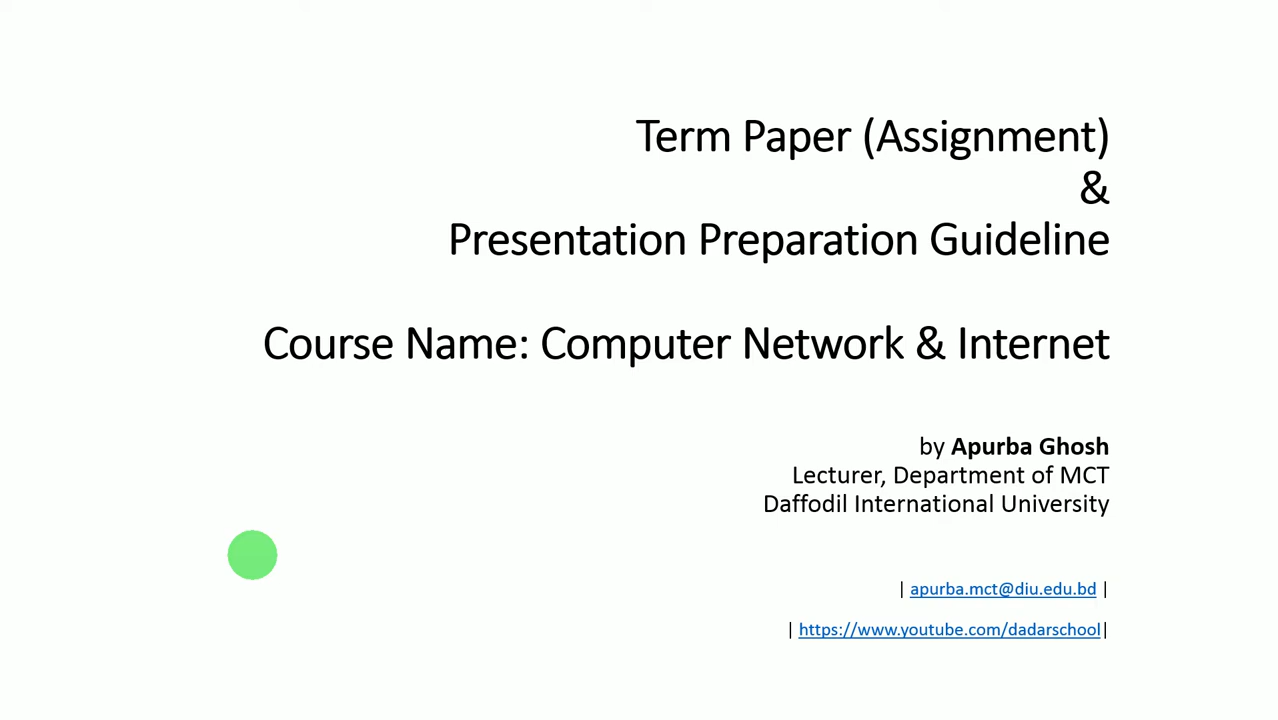 Term Paper (Assignment)
&
Presentation Preparation Guideline
Course Name: Computer Network & Internet
by Apurba Ghosh
Lecturer, Department of MCT
Daffodil International University
| apurba.mct@diu.edu.bd |
| https://www.youtube.com/dadarschool|